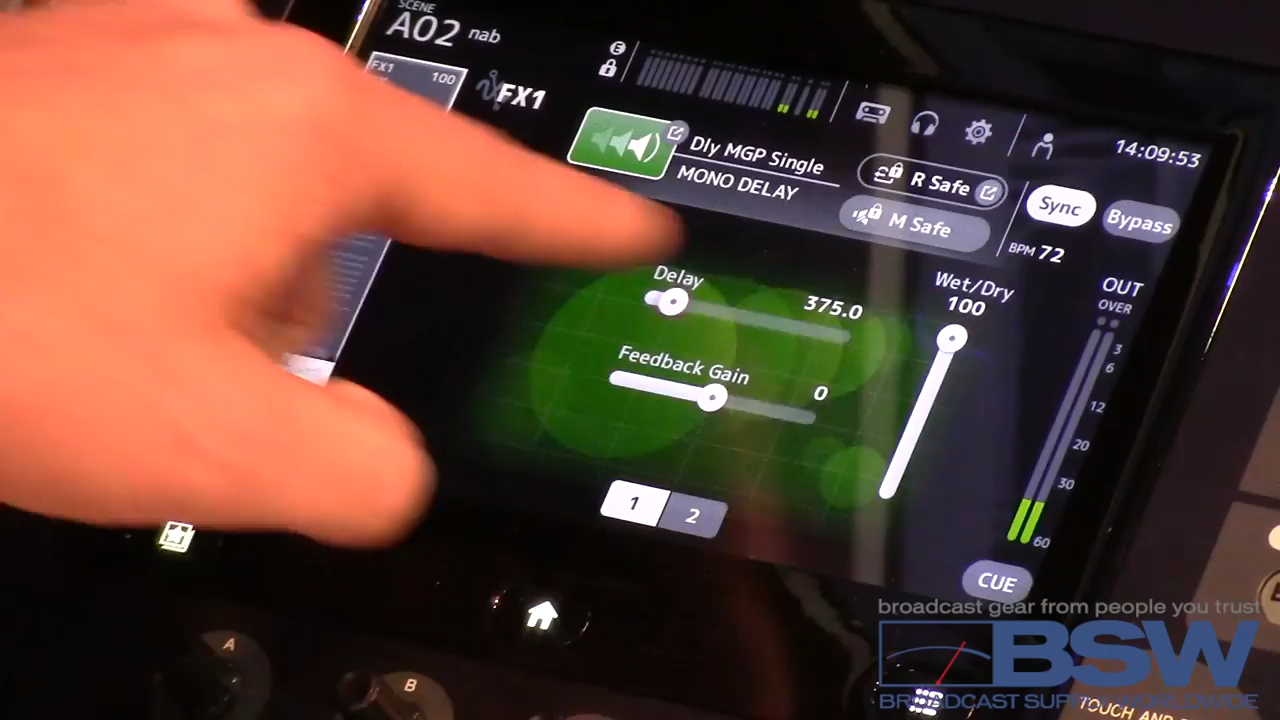 SCENE
A02 nab
FX1 100
FX1
14:09:53
Dly MGP Single
MONO DELAY
R Safe
M Safe
Sync
Bypass
BPM 72
Delay
375.0
Feedback Gain
0
Wet/Dry
100
OUT
OVER
3
6
12
20
30
60
1 2
CUE
A
B
broadcast gear from people you trust
BSW
BROADCAST SUPPLY WORLDWIDE
TOUCH AND